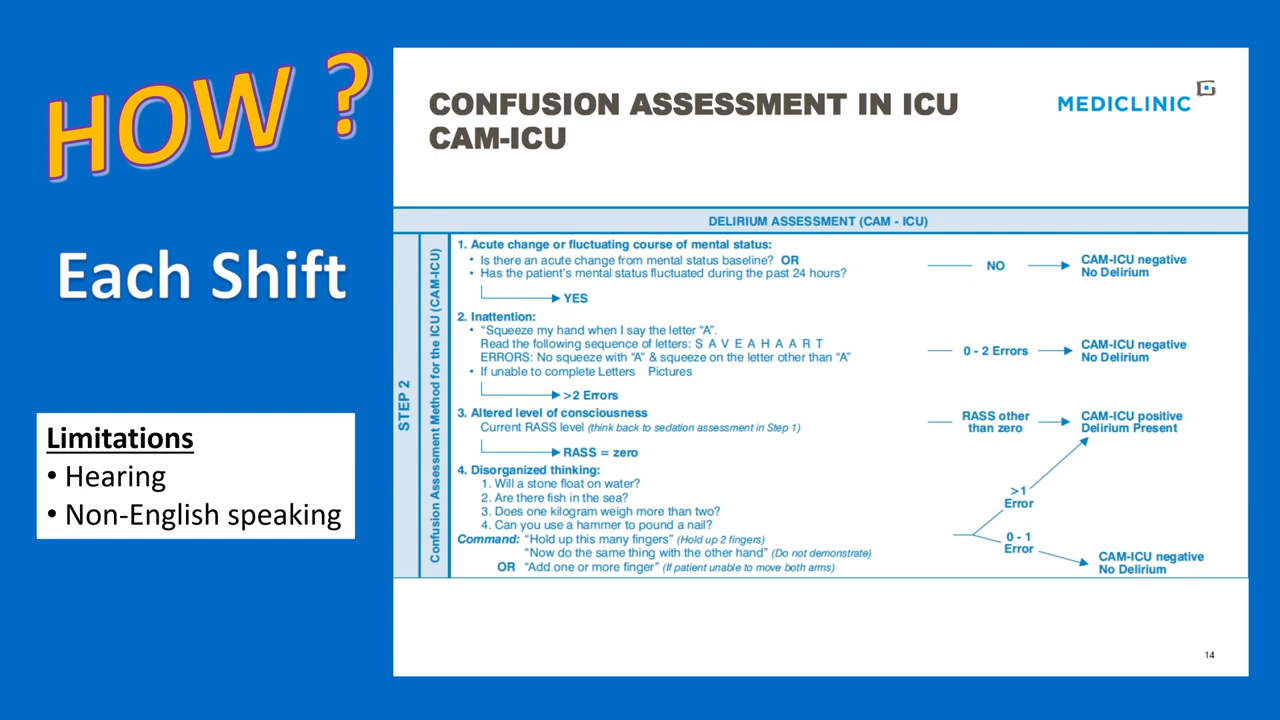 HOW ?
Each Shift
Limitations
• Hearing
• Non-English speaking
CONFUSION ASSESSMENT IN ICU
CAM-ICU
MEDICLINIC
DELIRIUM ASSESSMENT (CAM - ICU)
STEP 2
Confusion Assessment Method for the ICU (CAM-ICU)
1. Acute change or fluctuating course of mental status:
• Is there an acute change from mental status baseline? OR
• Has the patient's mental status fluctuated during the past 24 hours?
YES
NO
CAM-ICU negative
No Delirium
2. Inattention:
• “Squeeze my hand when I say the letter “A”.
Read the following sequence of letters: S A V E A H A A R T
ERRORS: No squeeze with “A” & squeeze on the letter other than “A”
• If unable to complete Letters Pictures
>2 Errors
0 - 2 Errors
CAM-ICU negative
No Delirium
3. Altered level of consciousness
Current RASS level (think back to sedation assessment in Step 1)
RASS = zero
RASS other
than zero
CAM-ICU positive
Delirium Present
4. Disorganized thinking:
1. Will a stone float on water?
2. Are there fish in the sea?
3. Does one kilogram weigh more than two?
4. Can you use a hammer to pound a nail?
Command: “Hold up this many fingers” (Hold up 2 fingers)
“Now do the same thing with the other hand” (Do not demonstrate)
OR “Add one or more finger” (If patient unable to move both arms)
>1
Error
0 - 1
Error
CAM-ICU negative
No Delirium
14